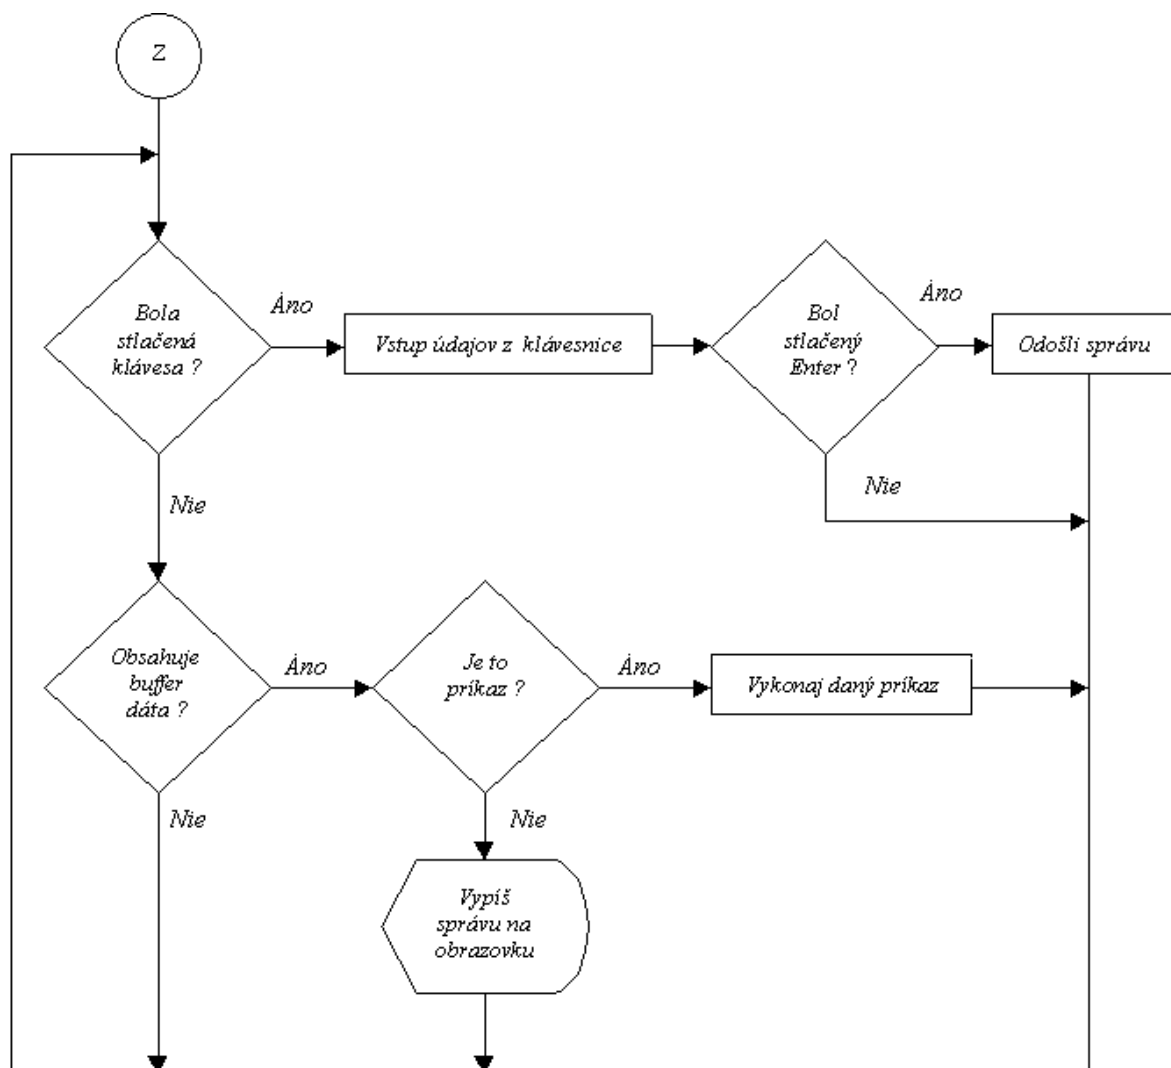 Z
Bola
stlačená
klávesa ?
Áno
Vstup údajov z klávesnice
Bol
stlačený
Enter ?
Áno
Odošli správu
Nie
Nie
Obsahuje
buffer
dáta ?
Áno
Je to
príkaz ?
Áno
Vykonaj daný príkaz
Nie
Nie
Vypíš
správu na
obrazovku